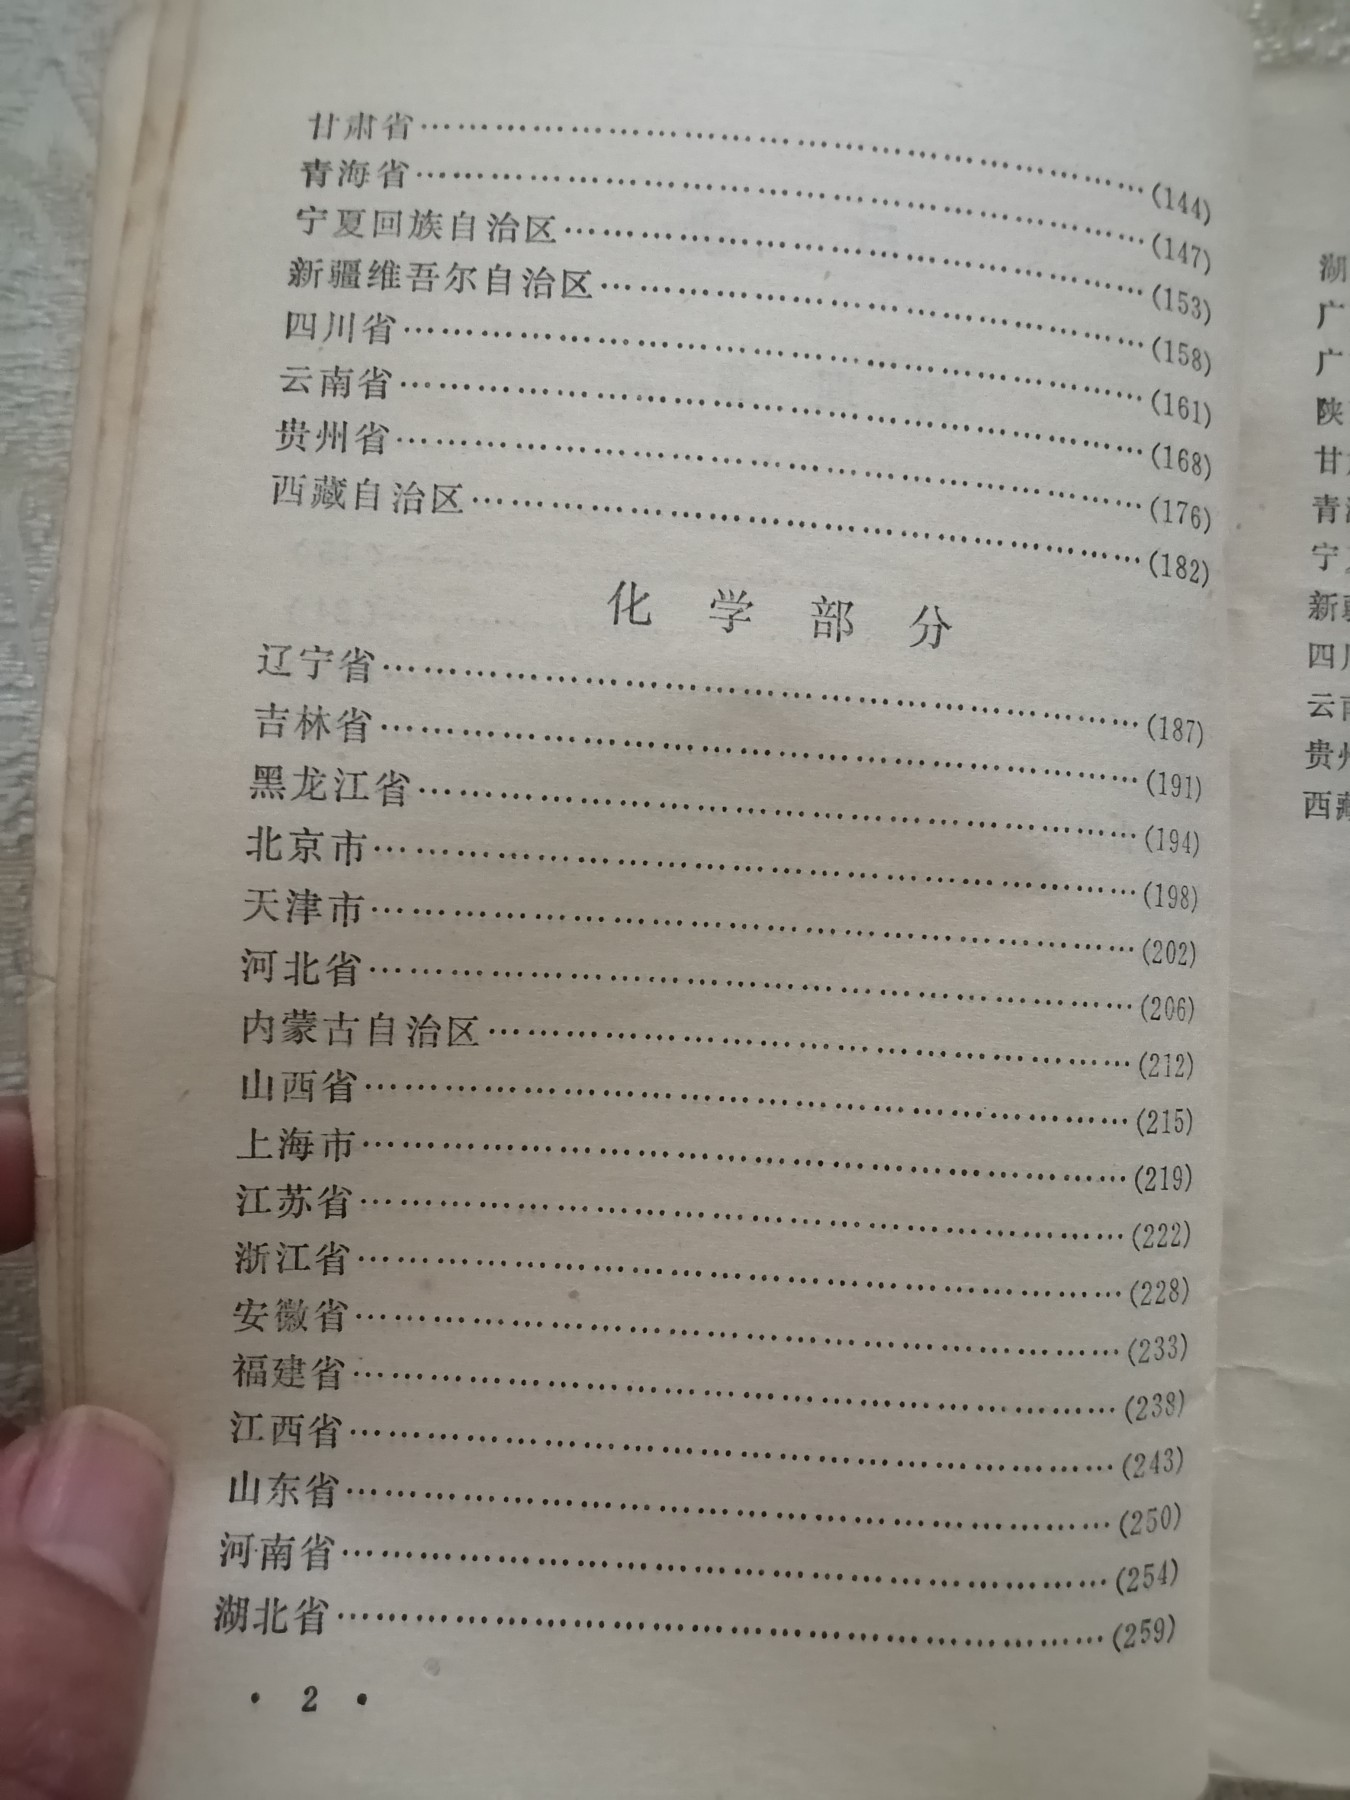 甘肃省……………………………………………(144)
青海省……………………………………………(147)
宁夏回族自治区…………………………………(153)
新疆维吾尔自治区………………………………(158)
四川省……………………………………………(161)
云南省……………………………………………(168)
贵州省……………………………………………(176)
西藏自治区………………………………………(182)
化学部分
辽宁省……………………………………………(187)
吉林省……………………………………………(191)
黑龙江省…………………………………………(194)
北京市……………………………………………(198)
天津市……………………………………………(202)
河北省……………………………………………(206)
内蒙古自治区……………………………………(212)
山西省……………………………………………(215)
上海市……………………………………………(219)
江苏省……………………………………………(222)
浙江省……………………………………………(228)
安徽省……………………………………………(233)
福建省……………………………………………(238)
江西省……………………………………………(243)
山东省……………………………………………(250)
河南省……………………………………………(254)
湖北省……………………………………………(259)
• 2 •
湖
广
广
陕
甘
青
宁
新
四
云
贵
西